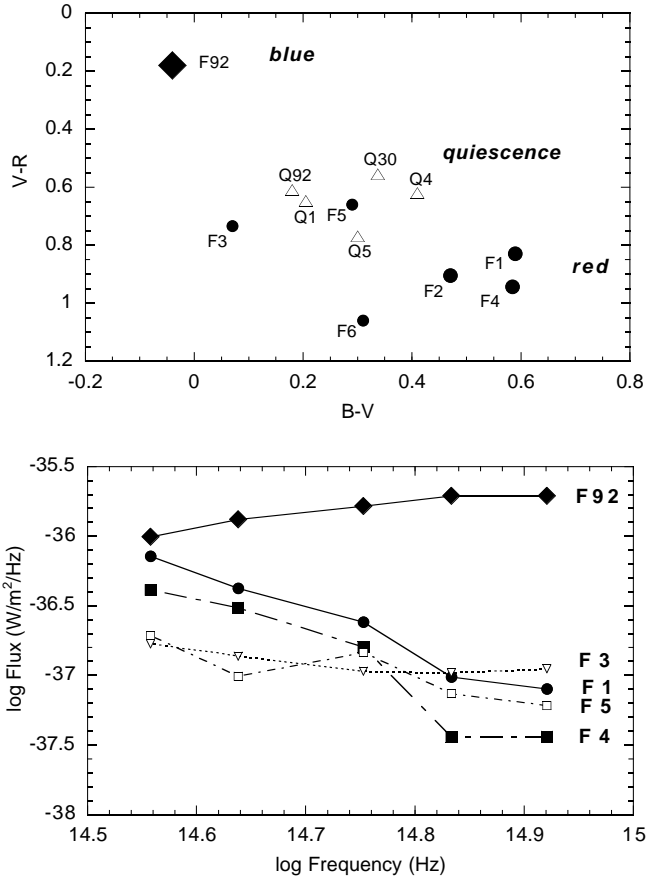 0
0.2
0.4
0.6
0.8
1
1.2
V-R
F92
blue
quiescence
Q30
Q92
Q4
Q1
F5
F3
Q5
F1
red
F2
F4
F6
-0.2 0 0.2 0.4 0.6 0.8
B-V
-35.5
-36
-36.5
-37
-37.5
-38
log Flux (W/m²/Hz)
F92
F3
F1
F5
F4
14.5 14.6 14.7 14.8 14.9 15
log Frequency (Hz)